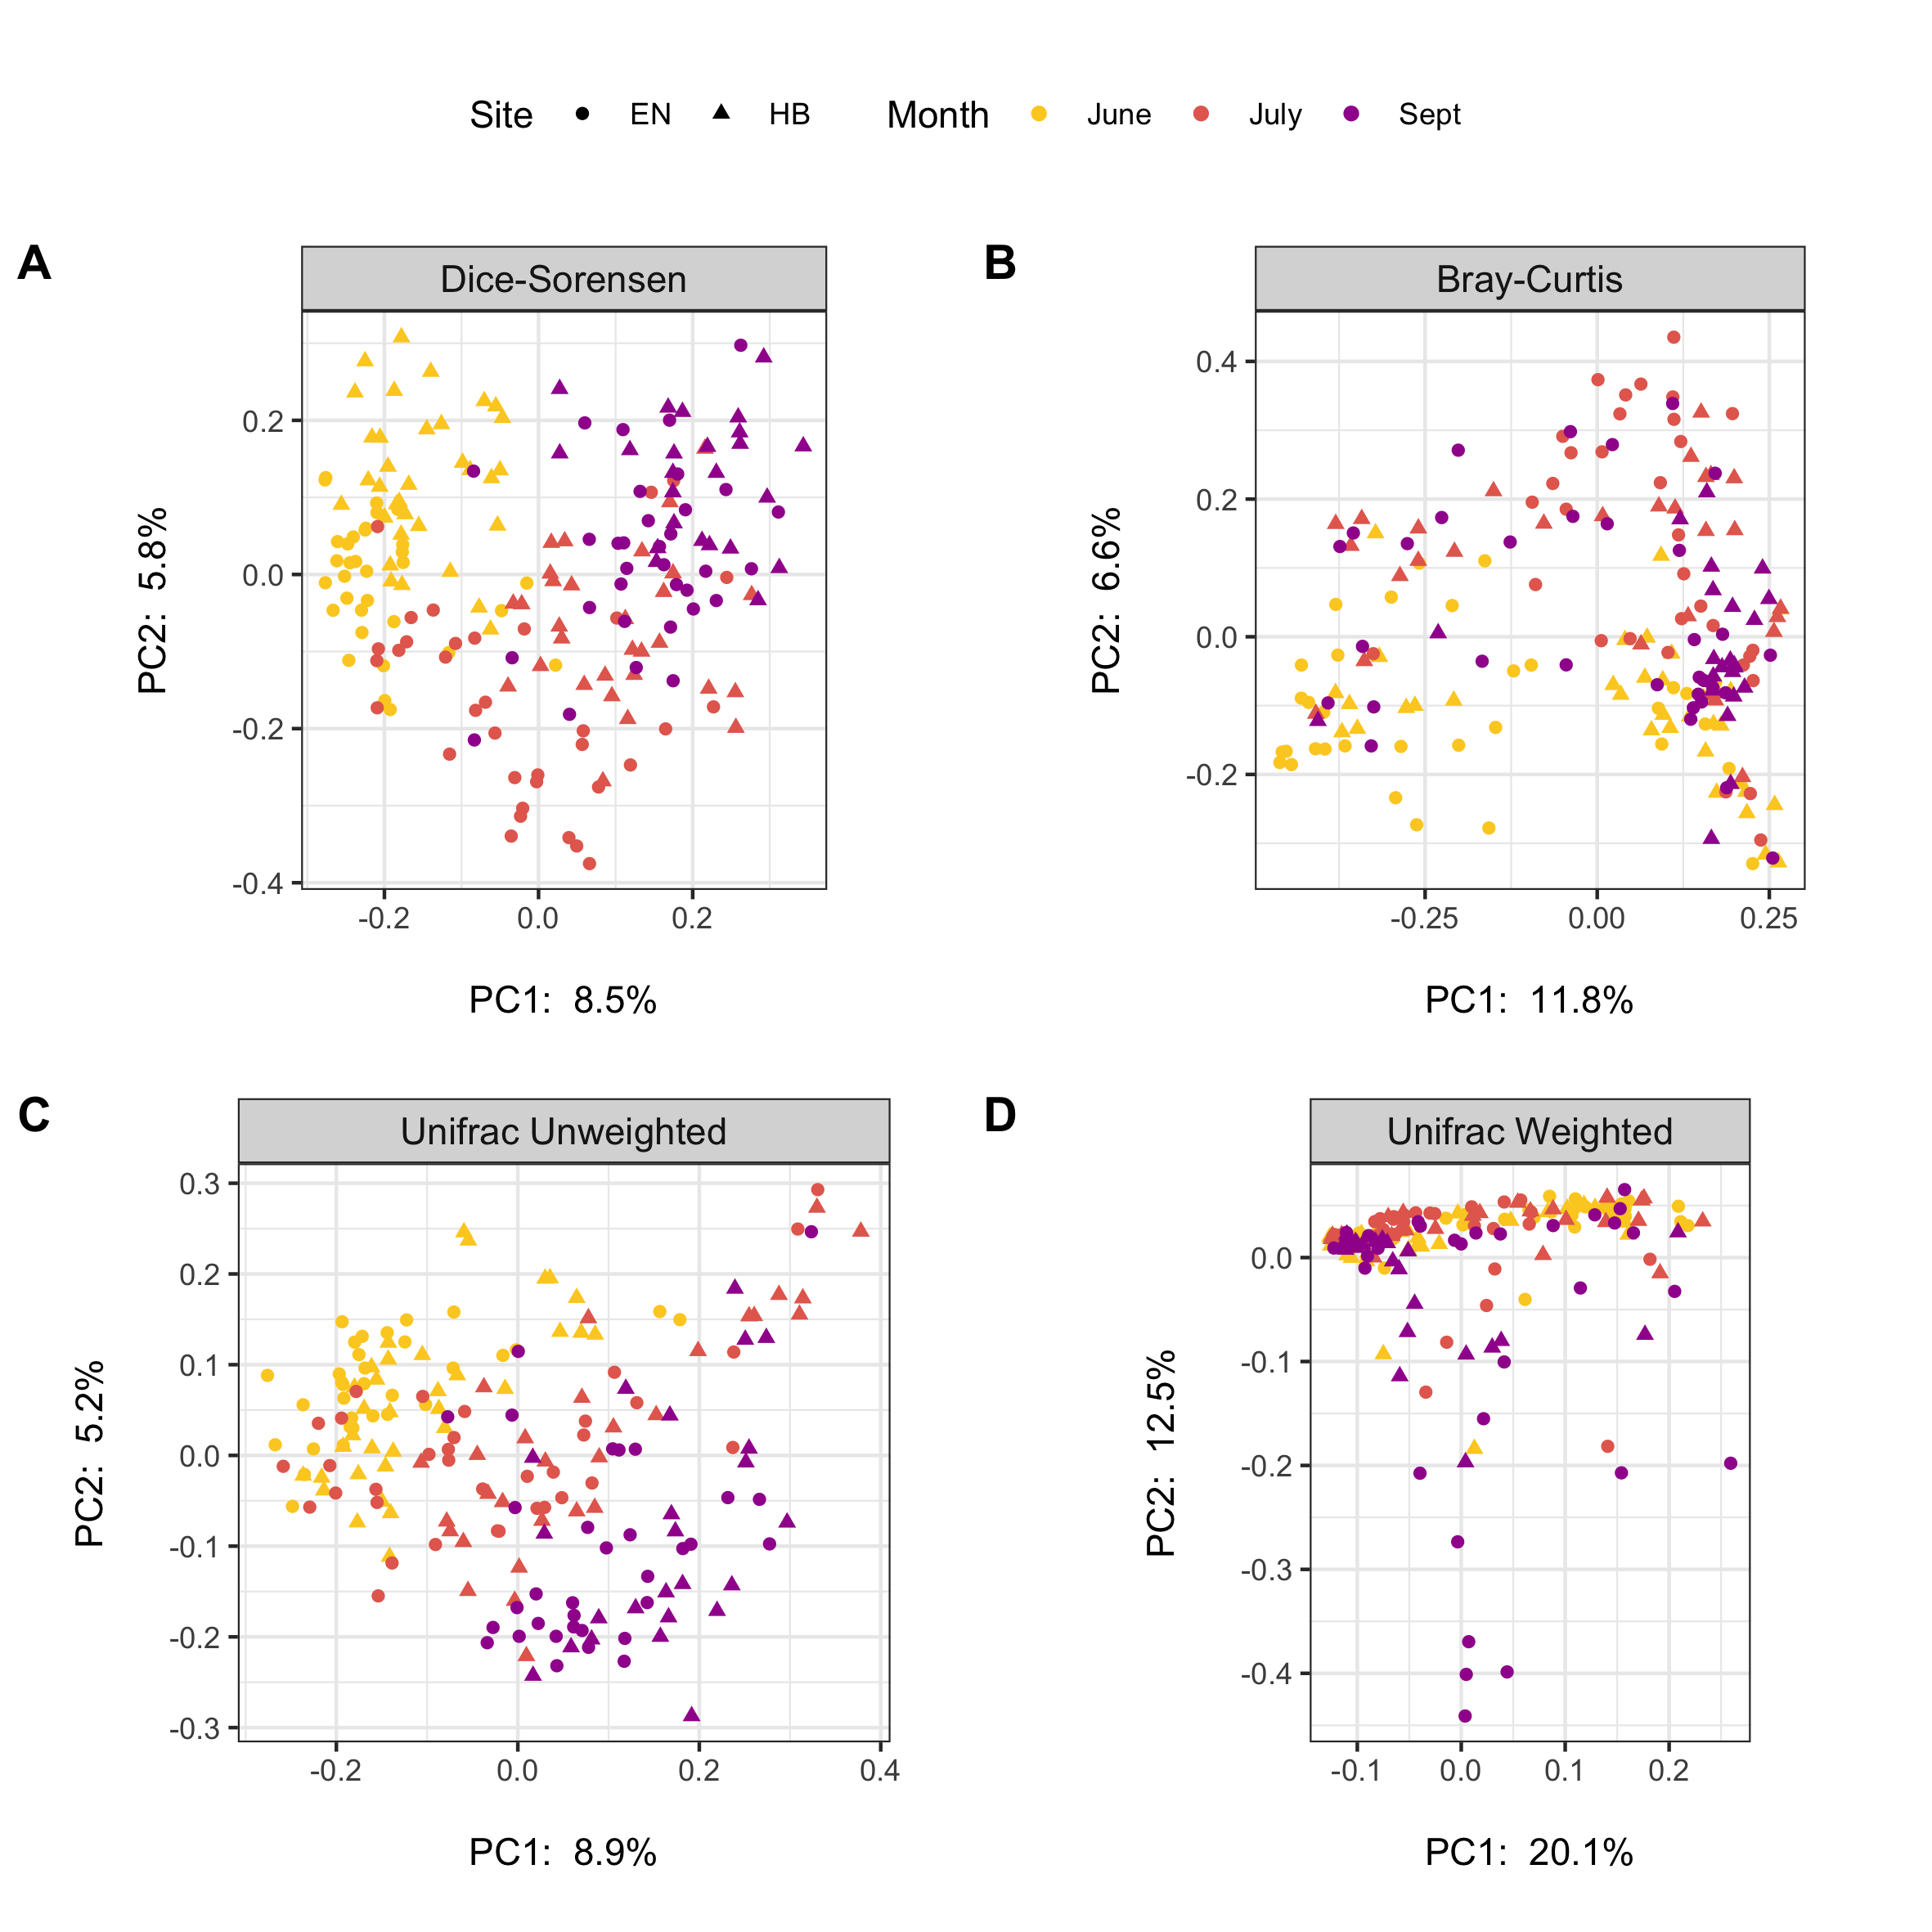 Site EN HB Month June July Sept
A
Dice-Sorensen
PC2: 5.8%
0.2
0.0
-0.2
-0.4
-0.2 0.0 0.2
PC1: 8.5%
B
Bray-Curtis
PC2: 6.6%
0.4
0.2
0.0
-0.2
-0.25 0.00 0.25
PC1: 11.8%
C
Unifrac Unweighted
PC2: 5.2%
0.3
0.2
0.1
0.0
-0.1
-0.2
-0.3
-0.2 0.0 0.2 0.4
PC1: 8.9%
D
Unifrac Weighted
PC2: 12.5%
0.0
-0.1
-0.2
-0.3
-0.4
-0.1 0.0 0.1 0.2
PC1: 20.1%